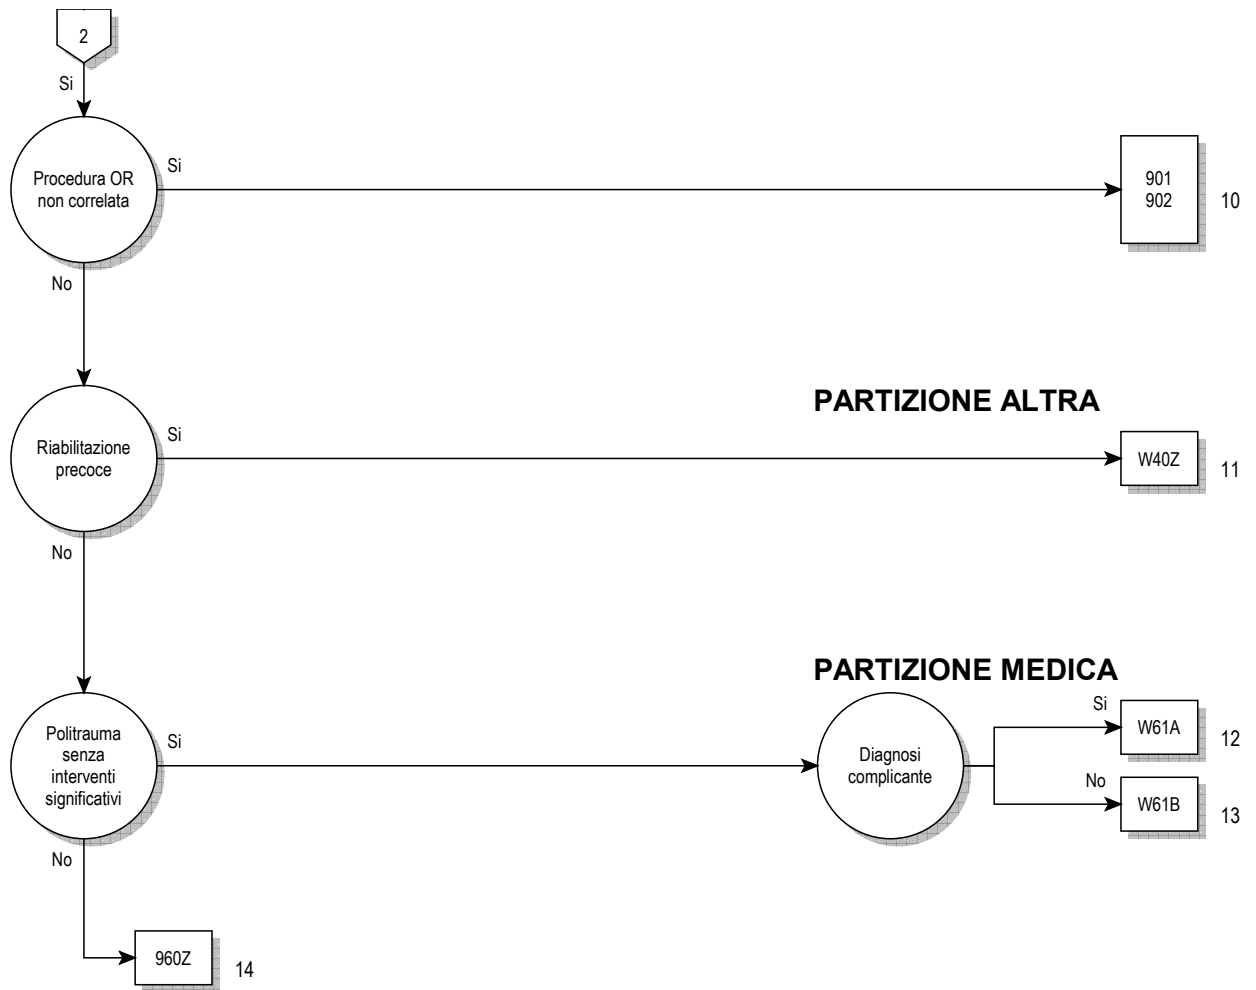 2
Si
Procedura OR
non correlata
Si
901
902
10
No
PARTIZIONE ALTRA
Riabilitazione
precoce
Si
W40Z
11
No
PARTIZIONE MEDICA
Politrauma
senza
interventi
significativi
Si
Diagnosi
complicante
Si
W61A
12
No
W61B
13
No
960Z
14